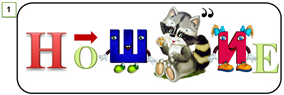 1
Н О Ш ,, И Е